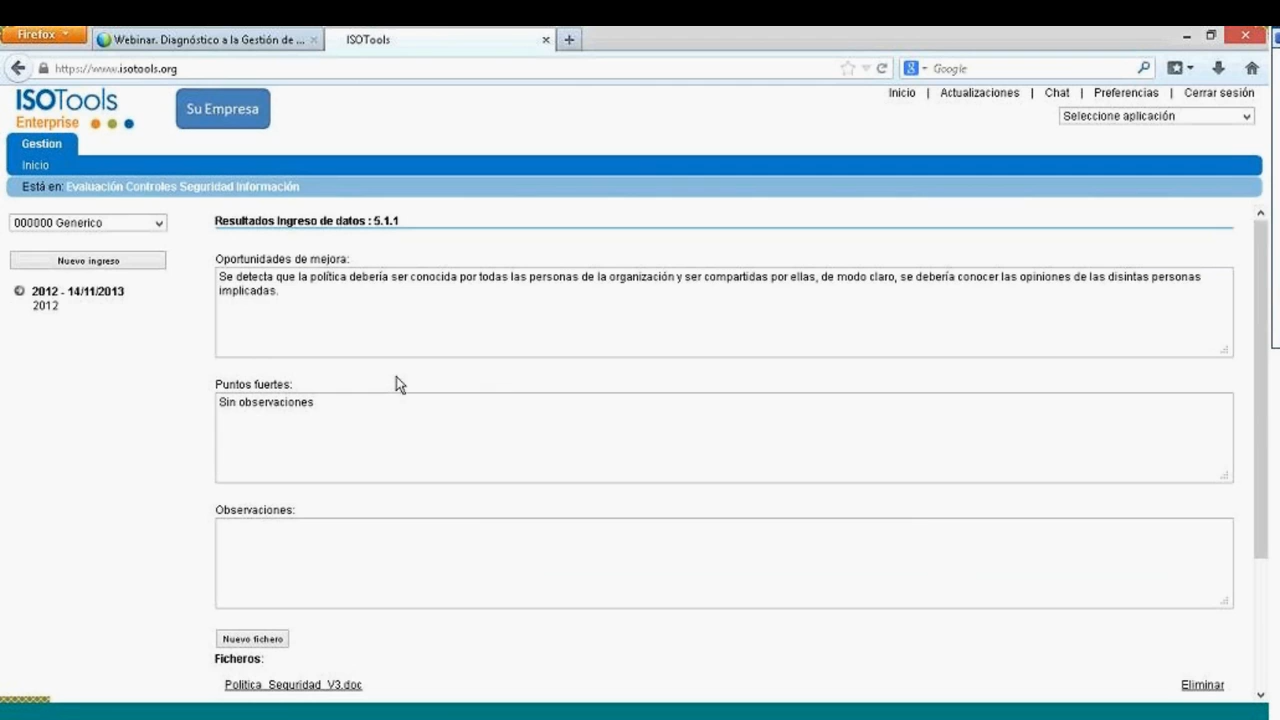 Firefox
Webinar. Diagnóstico a la Gestión de ...
ISOTools
https://www.isotools.org
Google
ISOTools
Enterprise
Su Empresa
Inicio | Actualizaciones | Chat | Preferencias | Cerrar sesión
Seleccione aplicación
Gestion
Inicio
Está en: Evaluación Controles Seguridad Información
000000 Generico
Nuevo ingreso
2012 - 14/11/2013
2012
Resultados Ingreso de datos : 5.1.1
Oportunidades de mejora:
Se detecta que la política debería ser conocida por todas las personas de la organización y ser compartidas por ellas, de modo claro, se debería conocer las opiniones de las disintas personas
implicadas.
Puntos fuertes:
Sin observaciones
Observaciones:
Nuevo fichero
Ficheros:
Politica_Seguridad_V3.doc
Eliminar